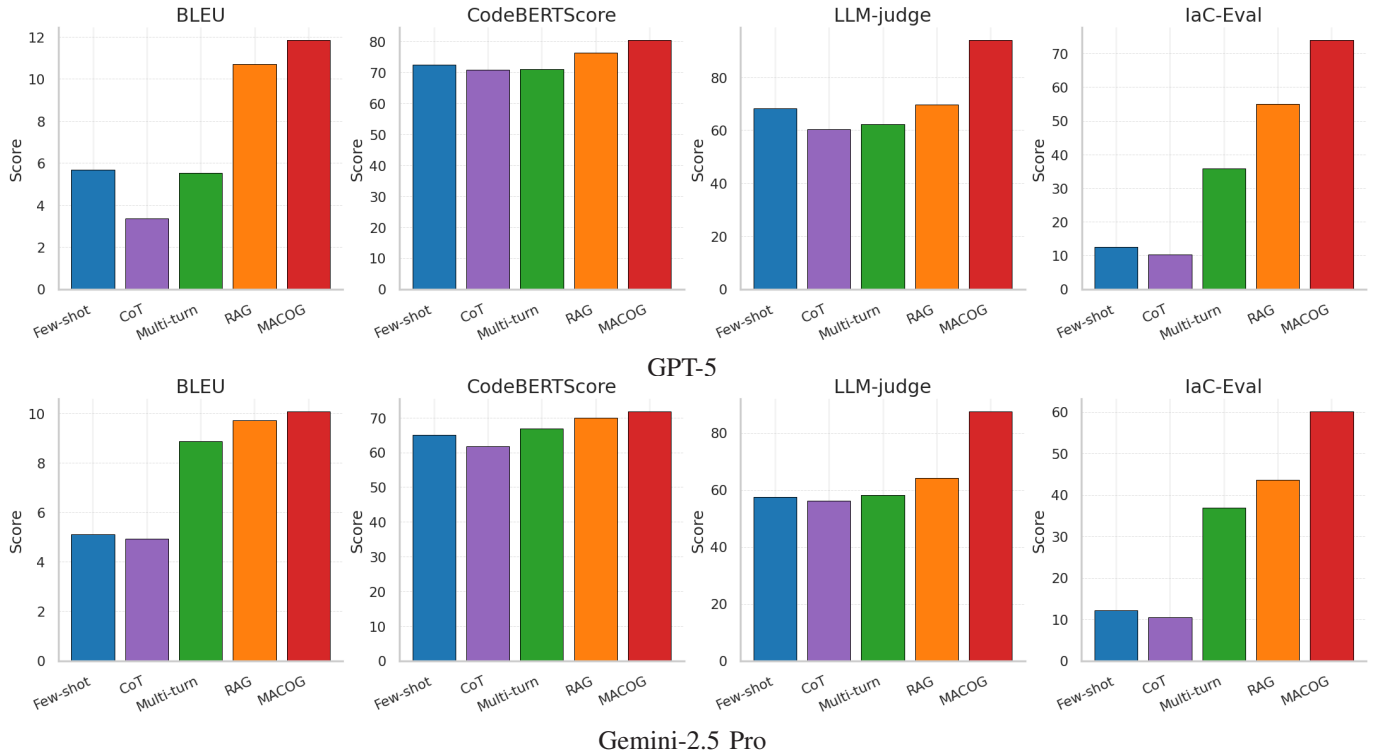 BLEU
CodeBERTScore
LLM-judge
IaC-Eval
Score
12
10
8
6
4
2
0
Few-shot
CoT
Multi-turn
RAG
MACOG
Score
80
70
60
50
40
30
20
10
0
Few-shot
CoT
Multi-turn
RAG
MACOG
Score
80
60
40
20
0
Few-shot
CoT
Multi-turn
RAG
MACOG
Score
70
60
50
40
30
20
10
0
Few-shot
CoT
Multi-turn
RAG
MACOG
GPT-5
BLEU
CodeBERTScore
LLM-judge
IaC-Eval
Score
10
8
6
4
2
0
Few-shot
CoT
Multi-turn
RAG
MACOG
Score
70
60
50
40
30
20
10
0
Few-shot
CoT
Multi-turn
RAG
MACOG
Score
80
60
40
20
0
Few-shot
CoT
Multi-turn
RAG
MACOG
Score
60
50
40
30
20
10
0
Few-shot
CoT
Multi-turn
RAG
MACOG
Gemini-2.5 Pro